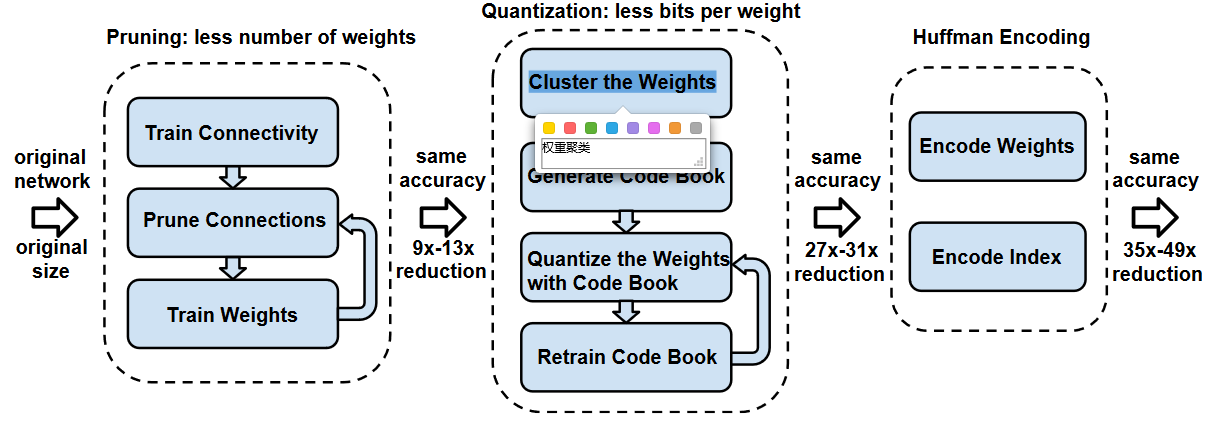 Pruning: less number of weights
Quantization: less bits per weight
Huffman Encoding
original
network
original
size
Train Connectivity
Prune Connections
Train Weights
same
accuracy
9x-13x
reduction
Cluster the Weights
权重聚类
Generate Code Book
Quantize the Weights
with Code Book
Retrain Code Book
same
accuracy
27x-31x
reduction
Encode Weights
Encode Index
same
accuracy
35x-49x
reduction